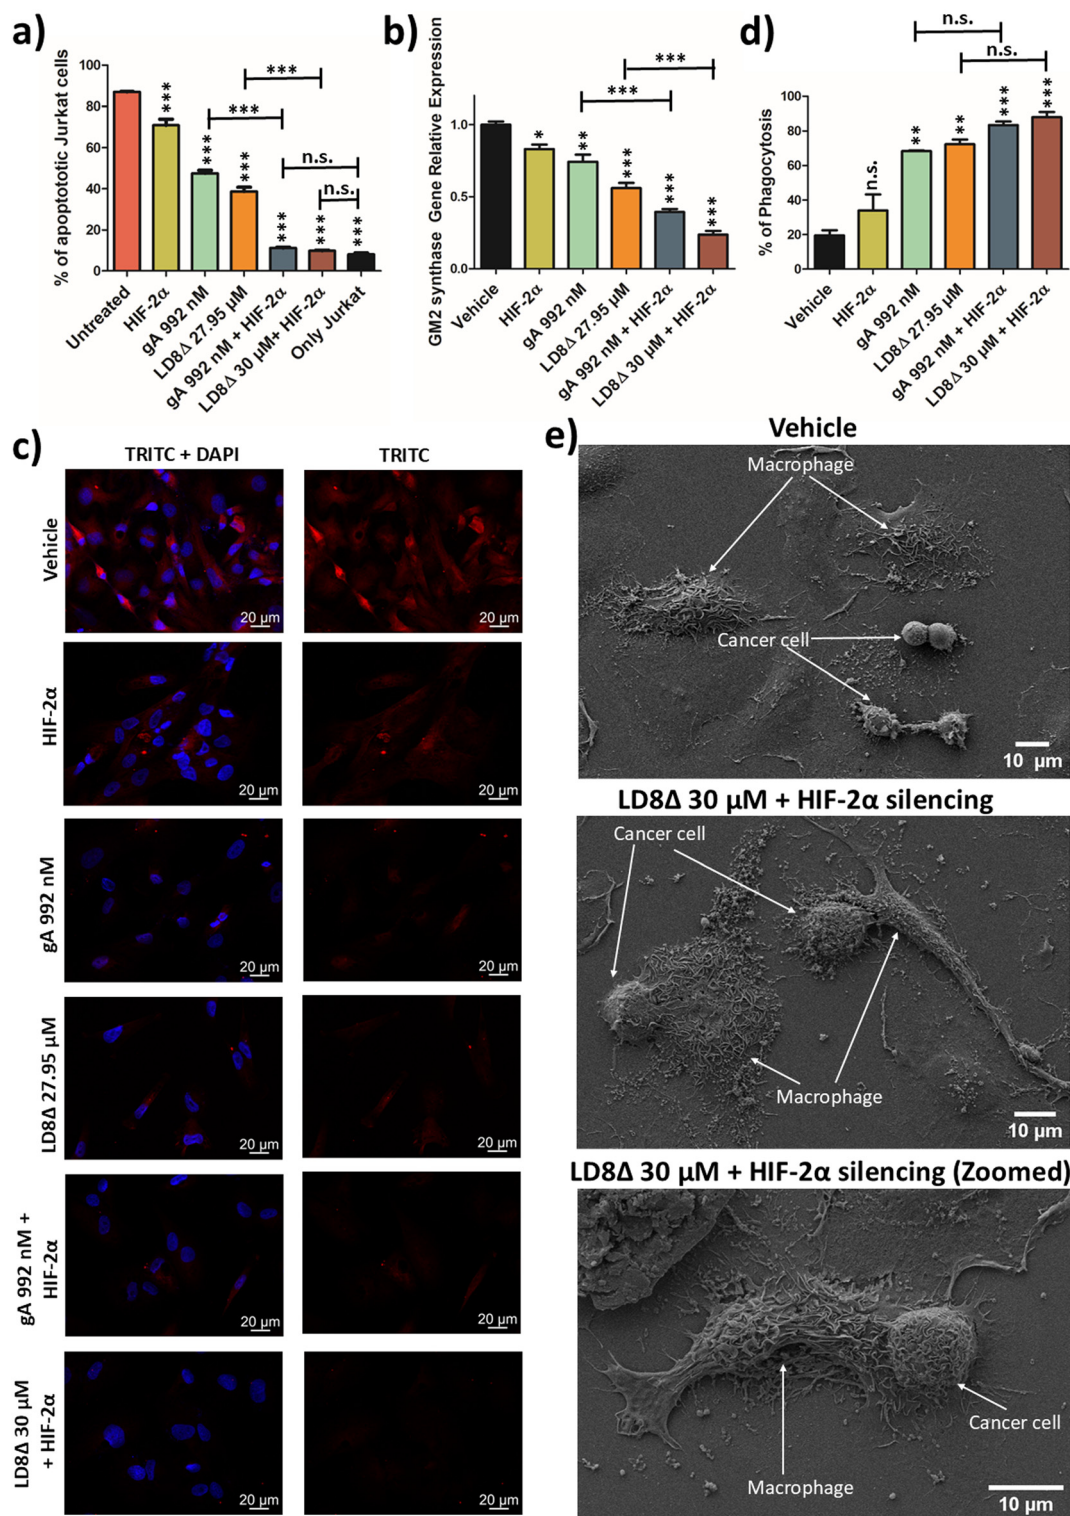 a)
% of apoptototic Jurkat cells
100
80
60
40
20
0
***
***
***
***
***
***
***
***
n.s.
n.s.
Untreated
HIF-2α
gA 992 nM
LD8Δ 27.95 µM
gA 992 nM + HIF-2α
LD8Δ 30 µM+ HIF-2α
Only Jurkat
b)
GM2 synthase Gene Relative Expression
1.0
0.5
0.0
*
**
***
***
***
***
***
Vehicle
HIF-2α
gA 992 nM
LD8Δ 27.95 µM
gA 992 nM + HIF-2α
LD8Δ 30 µM + HIF-2α
d)
% of Phagocytosis
100
80
60
40
20
0
n.s.
**
**
***
***
n.s.
n.s.
Vehicle
HIF-2α
gA 992 nM
LD8Δ 27.95 µM
gA 992 nM + HIF-2α
LD8Δ 30 µM + HIF-2α
c)
TRITC + DAPI
TRITC
Vehicle
20 µm
20 µm
HIF-2α
20 µm
20 µm
gA 992 nM
20 µm
20 µm
LD8Δ 27.95 µM
20 µm
20 µm
gA 992 nM +
HIF-2α
20 µm
20 µm
LD8Δ 30 µM
+ HIF-2α
20 µm
20 µm
e)
Vehicle
Macrophage
Cancer cell
10 µm
LD8Δ 30 µM + HIF-2α silencing
Cancer cell
Macrophage
10 µm
LD8Δ 30 µM + HIF-2α silencing (Zoomed)
Cancer cell
Macrophage
10 µm